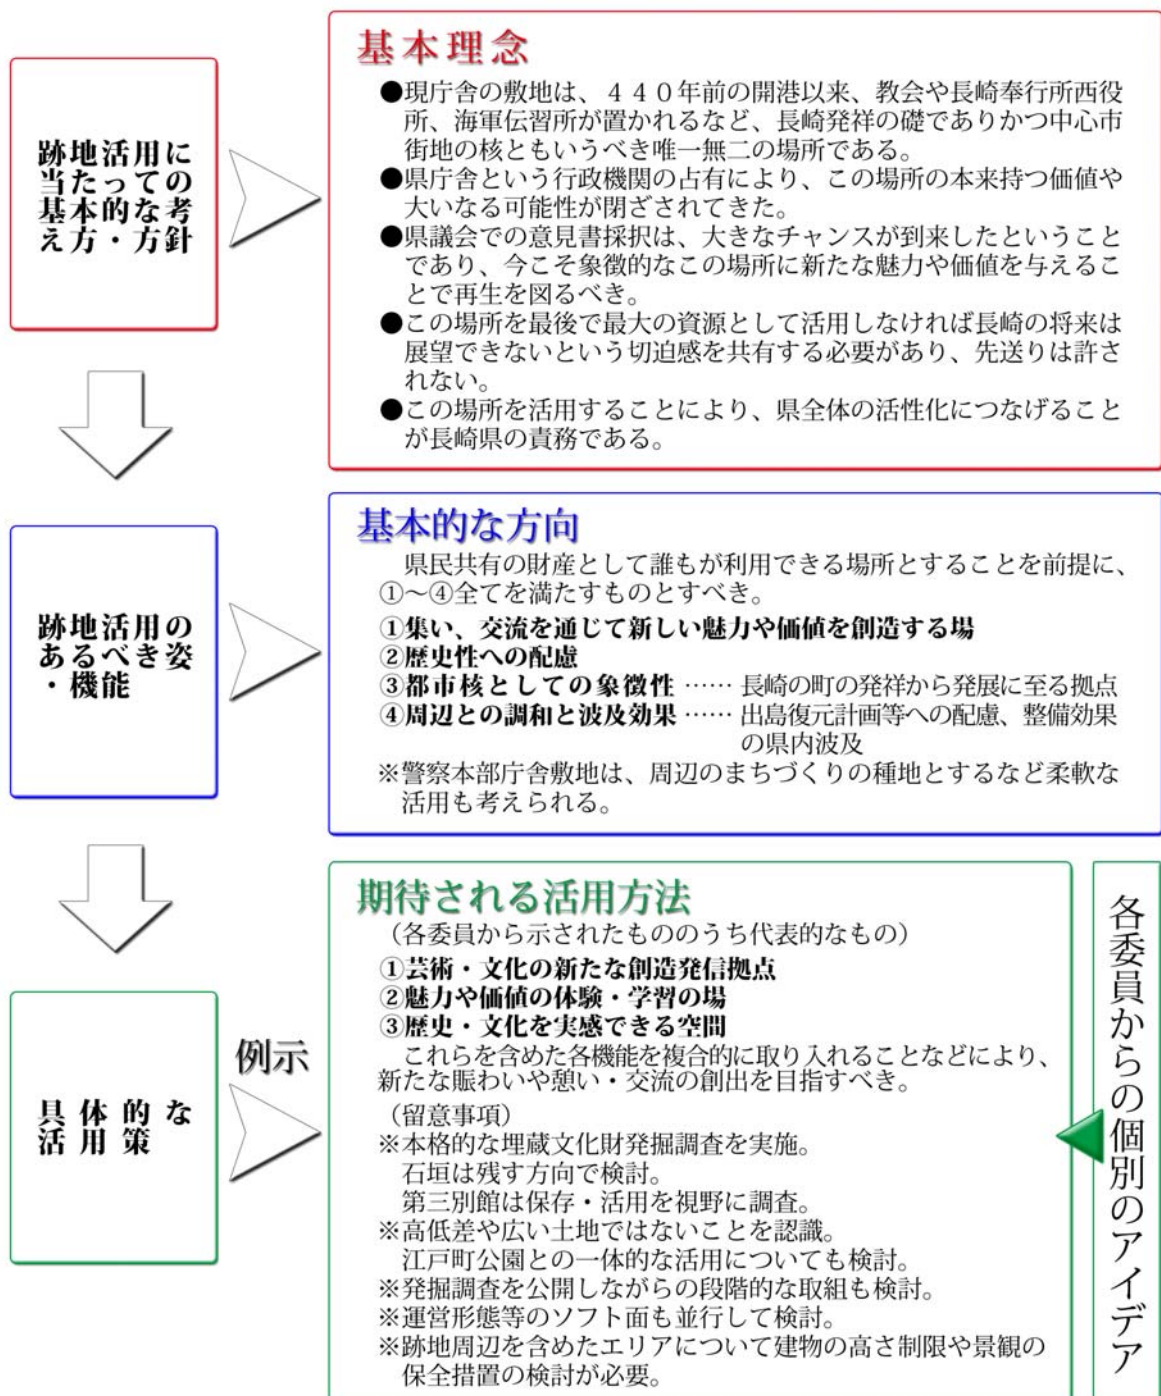 跡地活用に
当たっての
基本的な考
え方・方針
基本理念
●現庁舎の敷地は、４４０年前の開港以来、教会や長崎奉行所西役
所、海軍伝習所が置かれるなど、長崎発祥の礎でありかつ中心市
街地の核ともいうべき唯一無二の場所である。
●県庁舎という行政機関の占有により、この場所の本来持つ価値や
大いなる可能性が閉ざされてきた。
●県議会での意見書採択は、大きなチャンスが到来したということ
であり、今こそ象徴的なこの場所に新たな魅力や価値を与えるこ
とで再生を図るべき。
●この場所を最後で最大の資源として活用しなければ長崎の将来は
展望できないという切迫感を共有する必要があり、先送りは許さ
れない。
●この場所を活用することにより、県全体の活性化につなげること
が長崎県の責務である。
跡地活用の
あるべき姿
・機能
基本的な方向
県民共有の財産として誰もが利用できる場所とすることを前提に、
①～④全てを満たすものとすべき。
①集い、交流を通じて新しい魅力や価値を創造する場
②歴史性への配慮
③都市核としての象徴性 …… 長崎の町の発祥から発展に至る拠点
④周辺との調和と波及効果 …… 出島復元計画等への配慮、整備効果
の県内波及
※警察本部庁舎敷地は、周辺のまちづくりの種地とするなど柔軟な
活用も考えられる。
具体的な
活用策
例示
期待される活用方法
（各委員から示されたもののうち代表的なもの）
①芸術・文化の新たな創造発信拠点
②魅力や価値の体験・学習の場
③歴史・文化を実感できる空間
これらを含めた各機能を複合的に取り入れることなどにより、
新たな賑わいや憩い・交流の創出を目指すべき。
（留意事項）
※本格的な埋蔵文化財発掘調査を実施。
石垣は残す方向で検討。
第三別館は保存・活用を視野に調査。
※高低差や広い土地ではないことを認識。
江戸町公園との一体的な活用についても検討。
※発掘調査を公開しながらの段階的な取組も検討。
※運営形態等のソフト面も並行して検討。
※跡地周辺を含めたエリアについて建物の高さ制限や景観の
保全措置の検討が必要。
各委員からの個別のアイデア